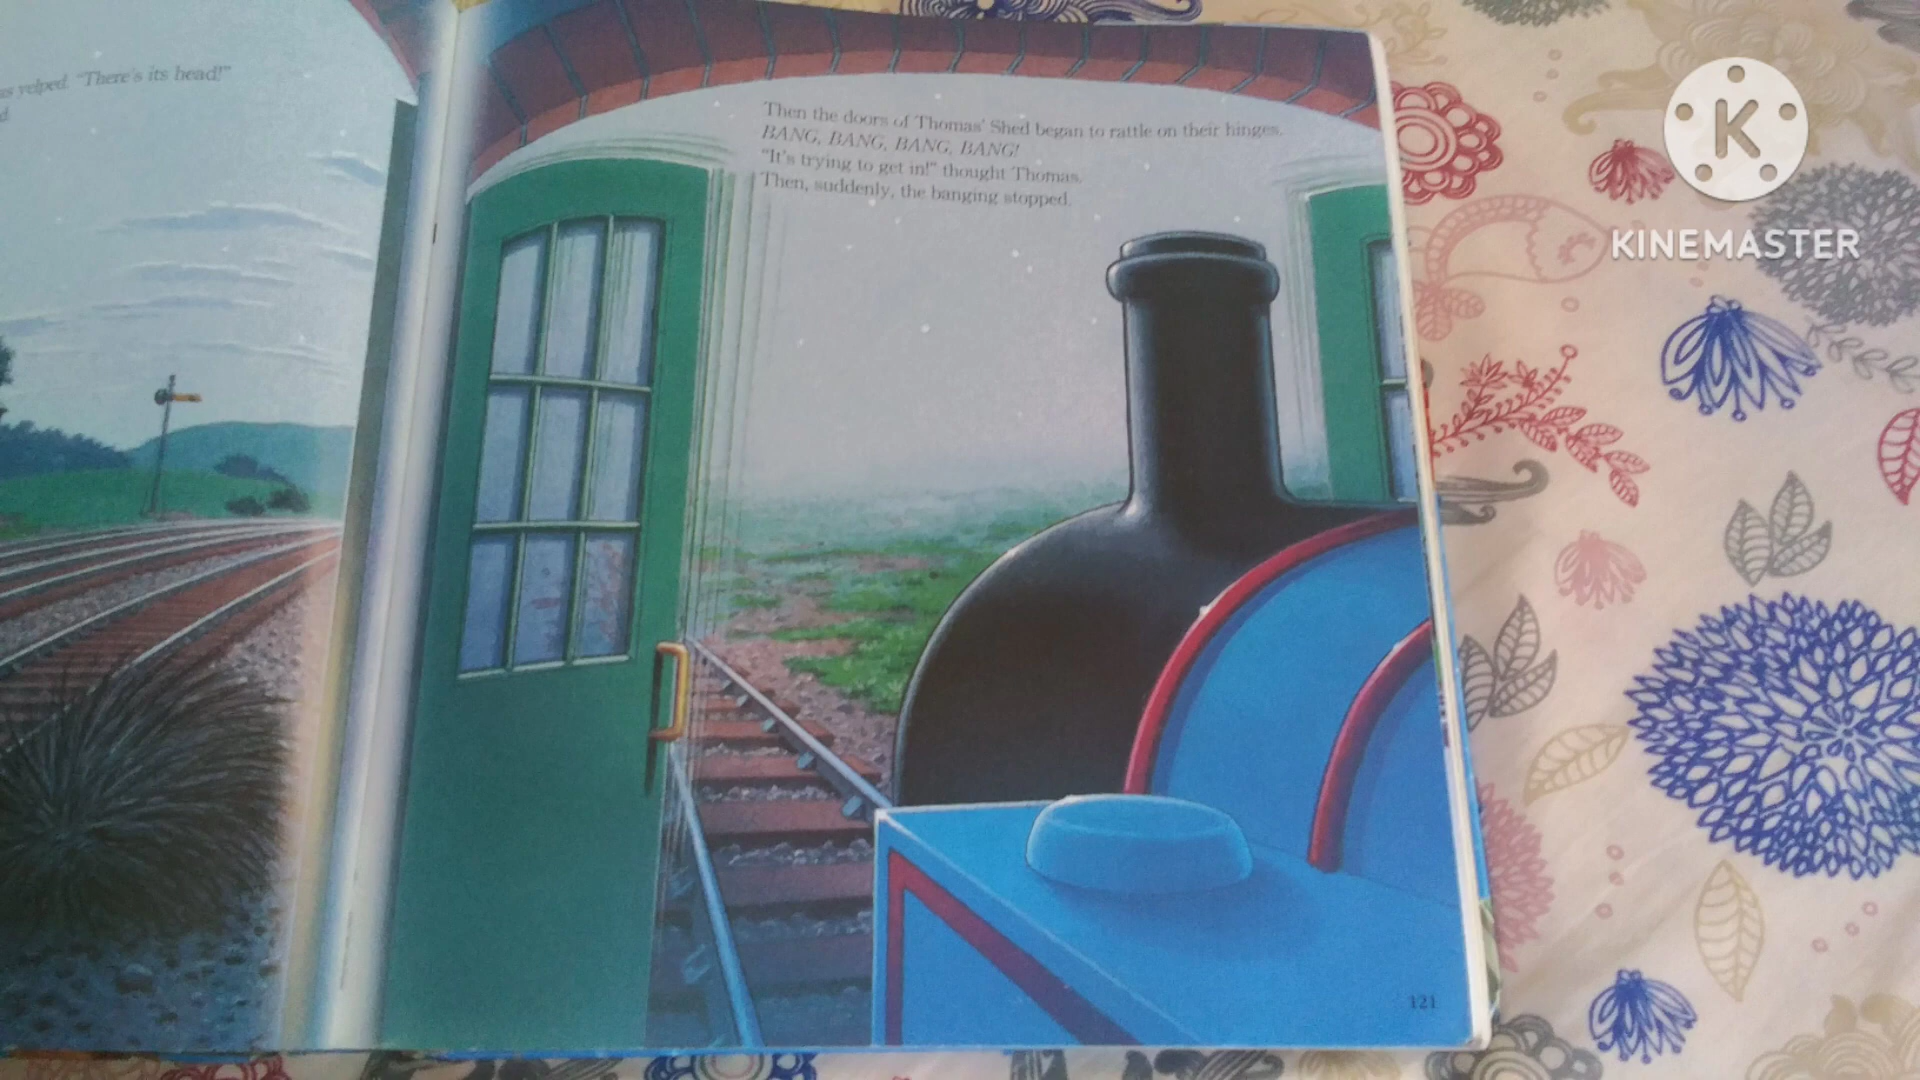 yelped. "There's its head!"
Then the doors of Thomas' Shed began to rattle on their hinges.
BANG, BANG, BANG, BANG!
"It's trying to get in!" thought Thomas.
Then, suddenly, the banging stopped.
121
K
KINEMASTER